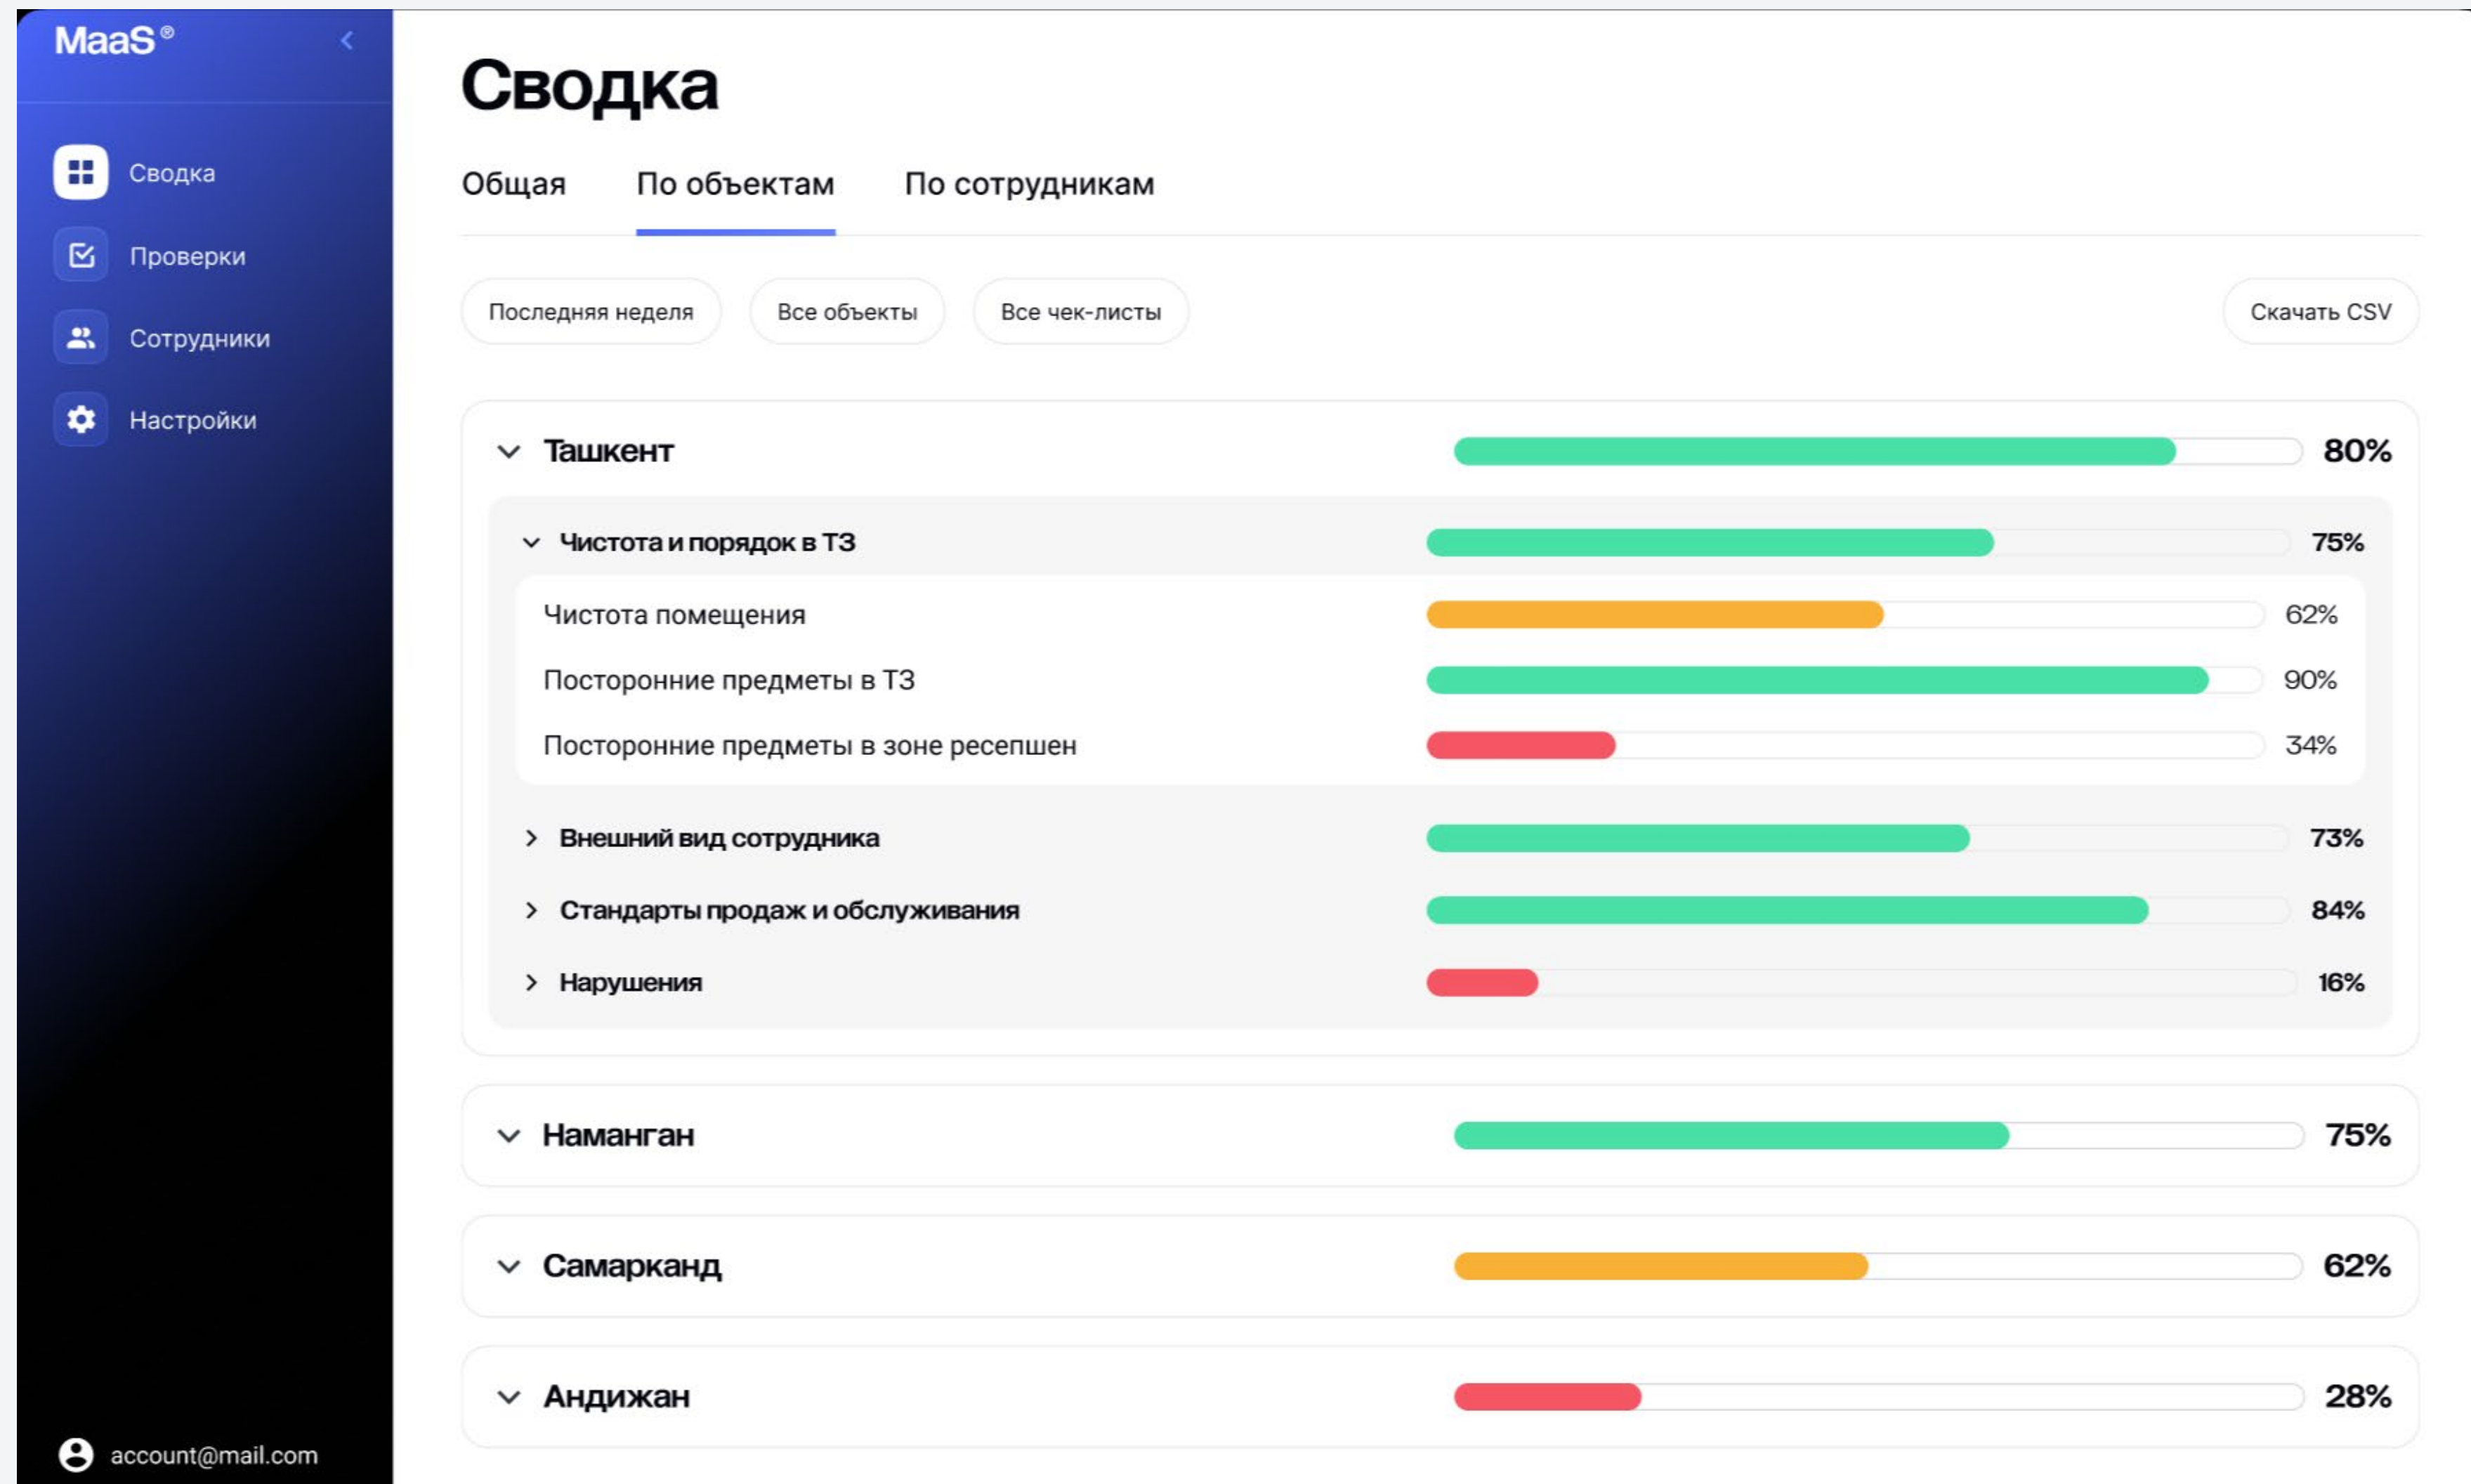 MaaS®
Сводка
Проверки
Сотрудники
Настройки
account@mail.com
Сводка
Общая По объектам По сотрудникам
Последняя неделя Все объекты Все чек-листы Скачать CSV
Ташкент 80%
Чистота и порядок в ТЗ 75%
Чистота помещения 62%
Посторонние предметы в ТЗ 90%
Посторонние предметы в зоне ресепшен 34%
Внешний вид сотрудника 73%
Стандарты продаж и обслуживания 84%
Нарушения 16%
Наманган 75%
Самарканд 62%
Андижан 28%